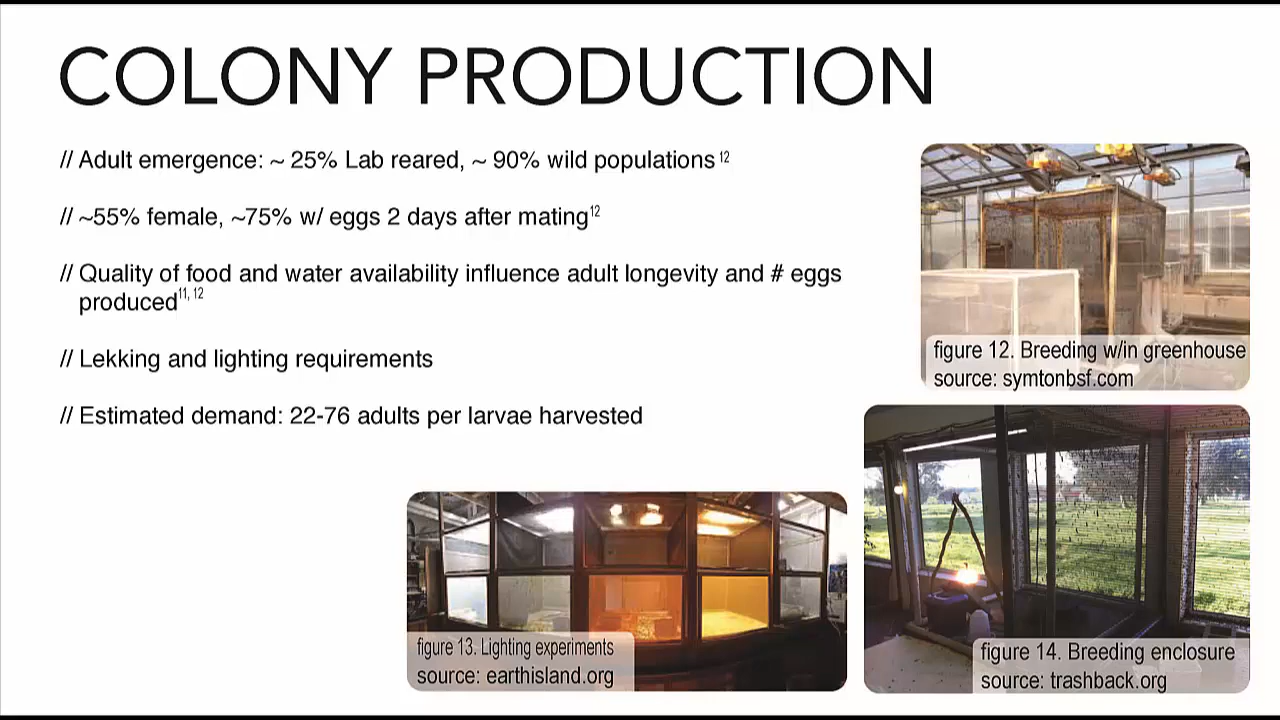 COLONY PRODUCTION
// Adult emergence: ~ 25% Lab reared, ~ 90% wild populations 12
// ~55% female, ~75% w/ eggs 2 days after mating12
// Quality of food and water availability influence adult longevity and # eggs
produced11, 12
// Lekking and lighting requirements
// Estimated demand: 22-76 adults per larvae harvested
figure 12. Breeding w/in greenhouse
source: symtonbsf.com
figure 13. Lighting experiments
source: earthisland.org
figure 14. Breeding enclosure
source: trashback.org